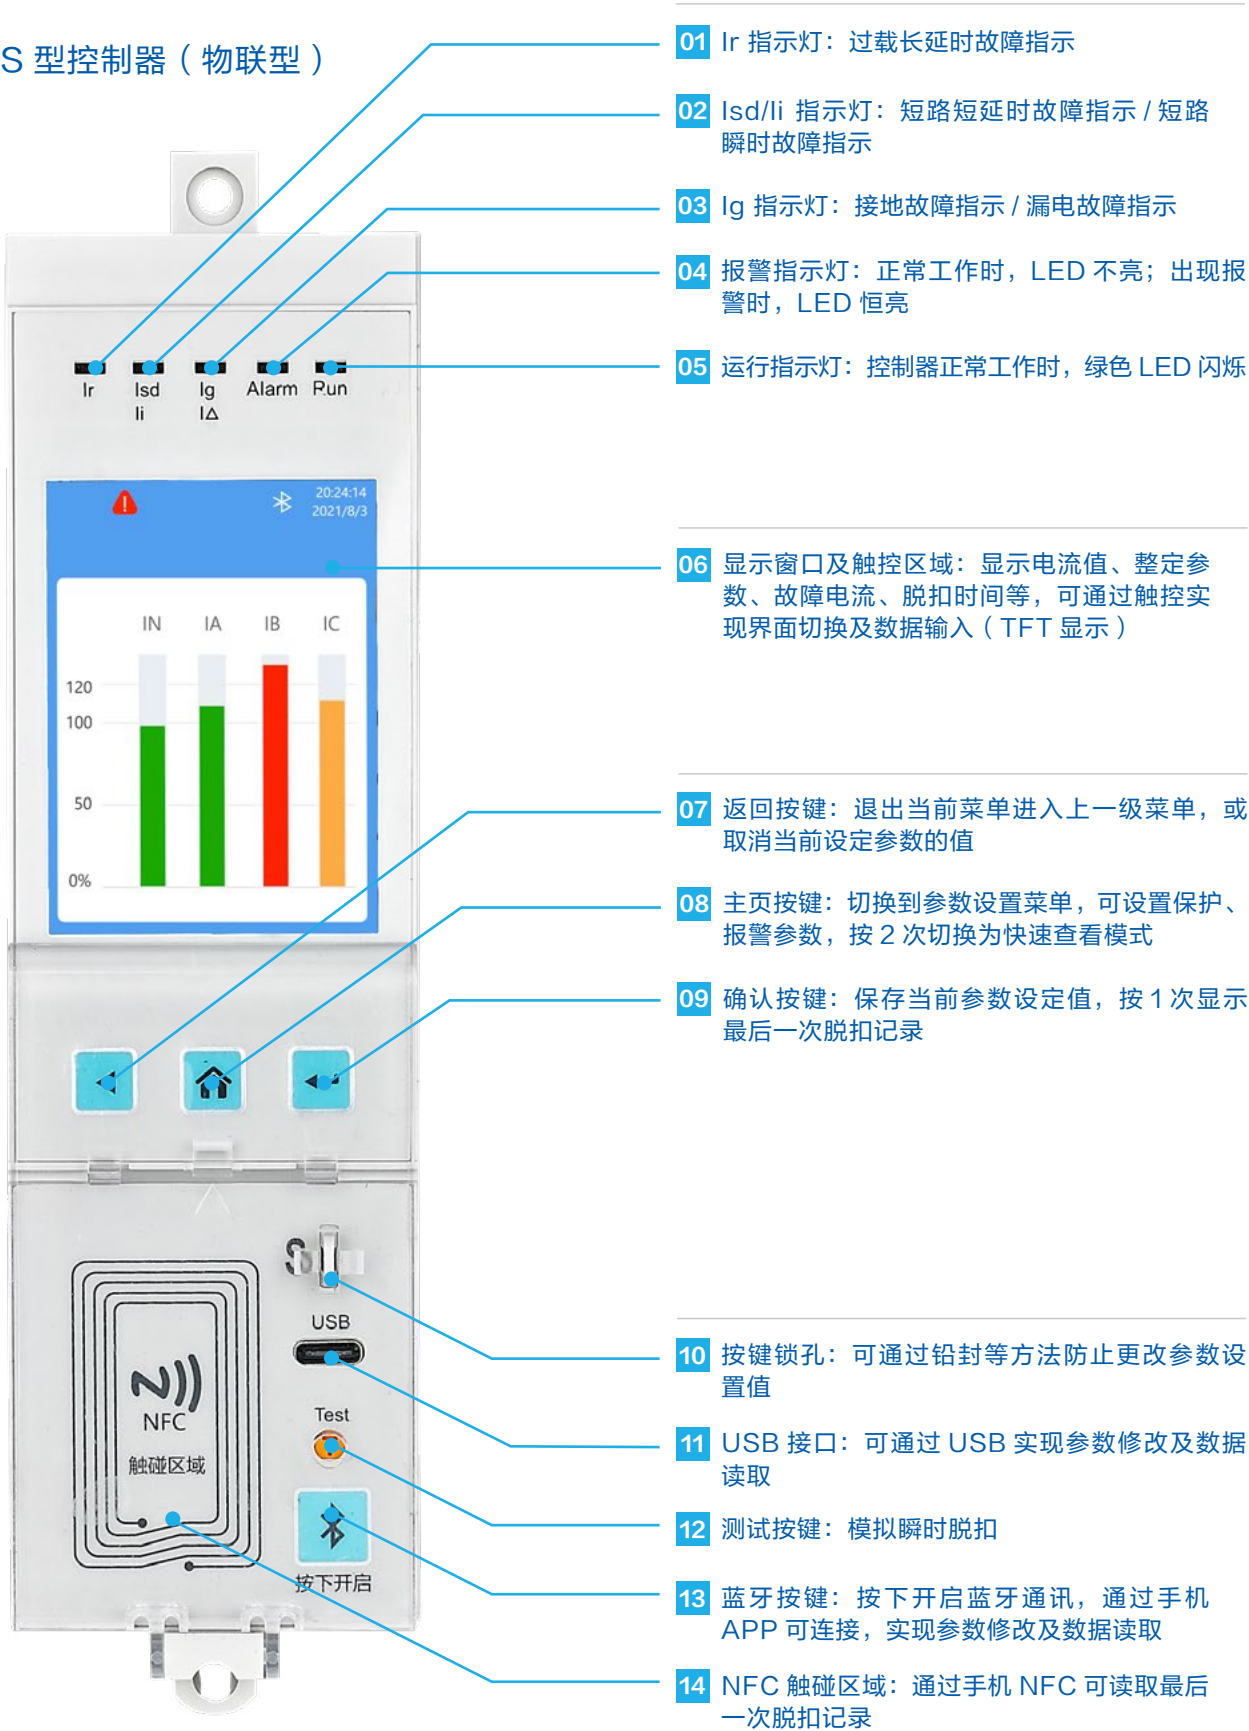 S 型控制器（物联型）
01 Ir 指示灯：过载长延时故障指示
02 Isd/Ii 指示灯：短路短延时故障指示 / 短路
瞬时故障指示
03 Ig 指示灯：接地故障指示 / 漏电故障指示
04 报警指示灯：正常工作时，LED 不亮；出现报
警时，LED 恒亮
05 运行指示灯：控制器正常工作时，绿色 LED 闪烁
Ir Isd Ig Alarm Run
Ii I△
20:24:14
2021/8/3
06 显示窗口及触控区域：显示电流值、整定参
数、故障电流、脱扣时间等，可通过触控实
现界面切换及数据输入（TFT 显示）
IN IA IB IC
120
100
50
0%
07 返回按键：退出当前菜单进入上一级菜单，或
取消当前设定参数的值
08 主页按键：切换到参数设置菜单，可设置保护、
报警参数，按 2 次切换为快速查看模式
09 确认按键：保存当前参数设定值，按 1 次显示
最后一次脱扣记录
S
USB
NFC
触碰区域
Test
按下开启
10 按键锁孔：可通过铅封等方法防止更改参数设
置值
11 USB 接口：可通过 USB 实现参数修改及数据
读取
12 测试按键：模拟瞬时脱扣
13 蓝牙按键：按下开启蓝牙通讯，通过手机
APP 可连接，实现参数修改及数据读取
14 NFC 触碰区域：通过手机 NFC 可读取最后
一次脱扣记录